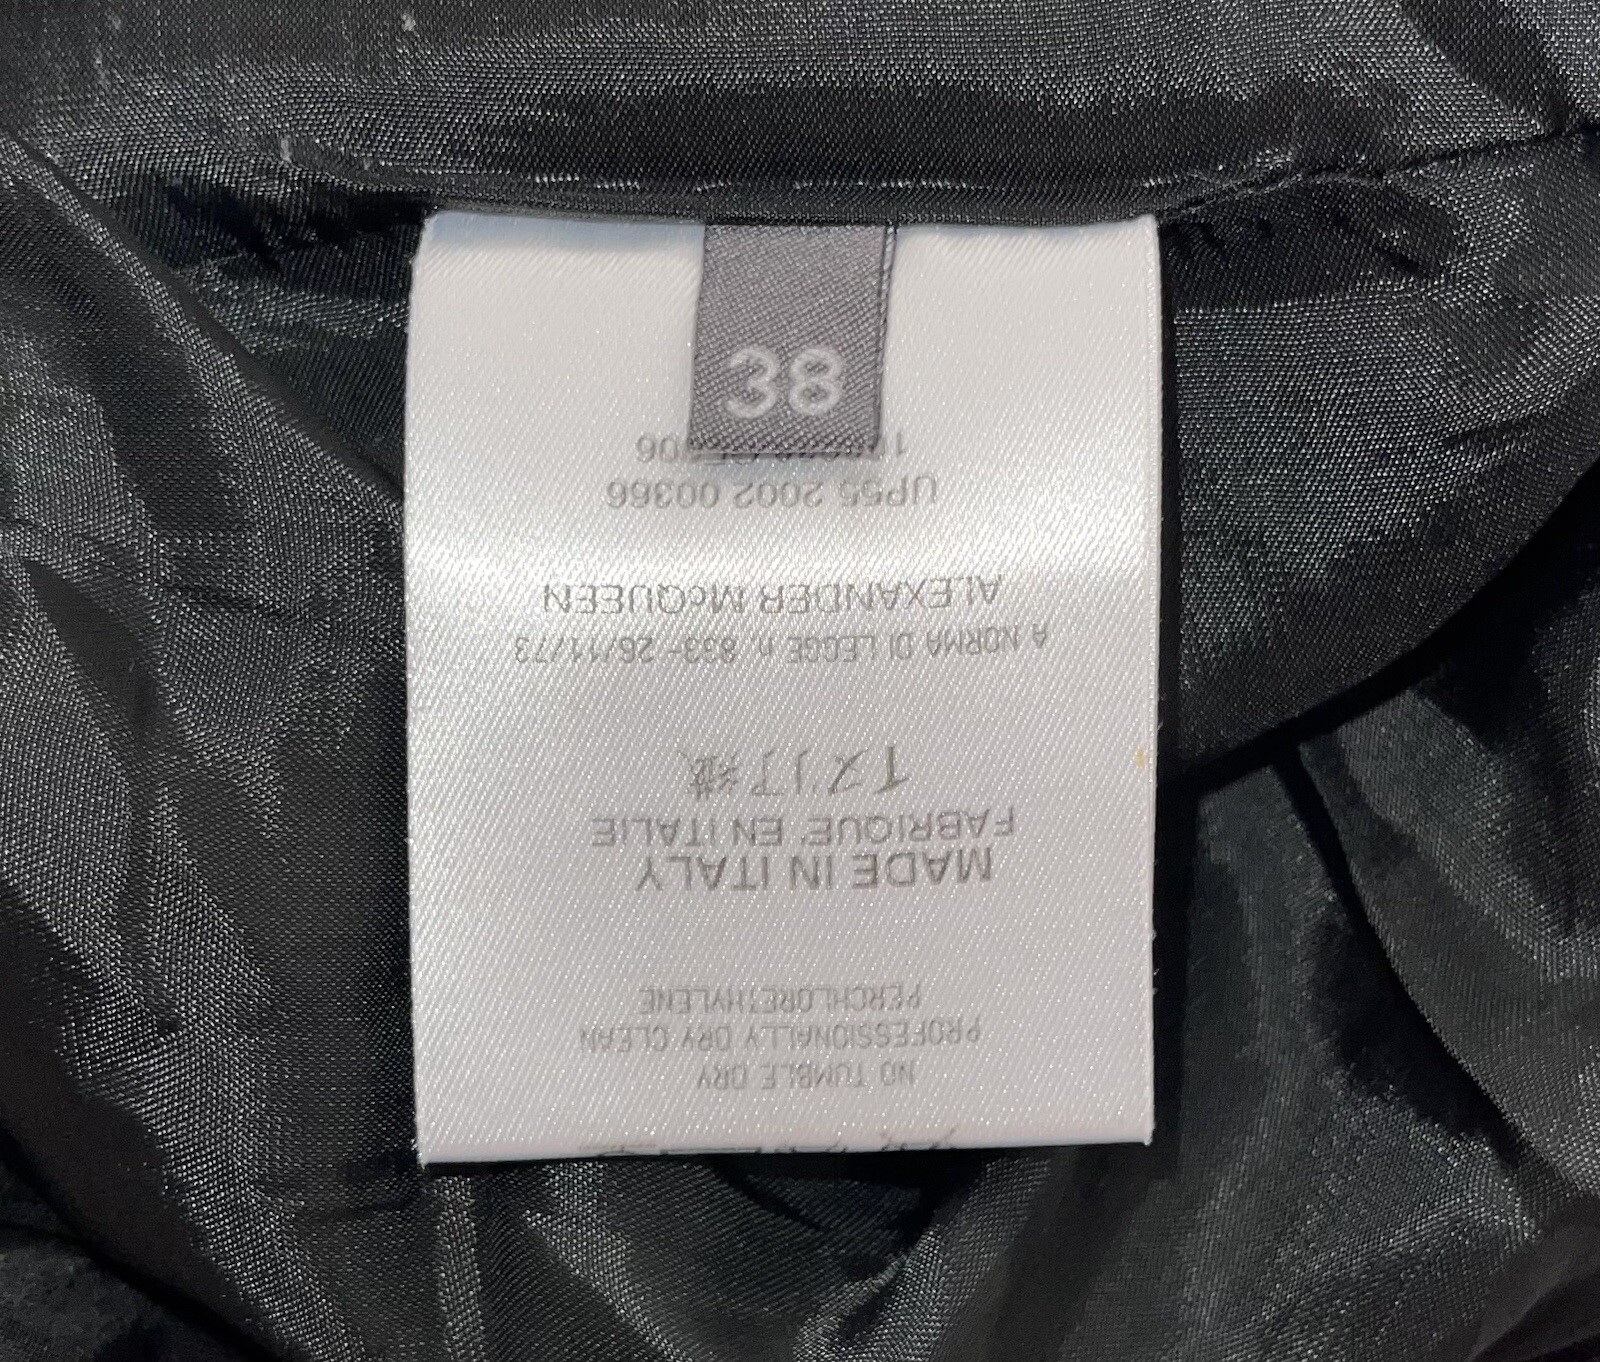 38
UP55 2002 00366
ALEXANDER McQUEEN
A NORMA DI LEGGE n. 833- 26/11/73
イタリア製
FABRIQUE' EN ITALIE
MADE IN ITALY
PERCHLORETHYLENE
PROFESSIONALLY DRY CLEAN
NO TUMBLE DRY